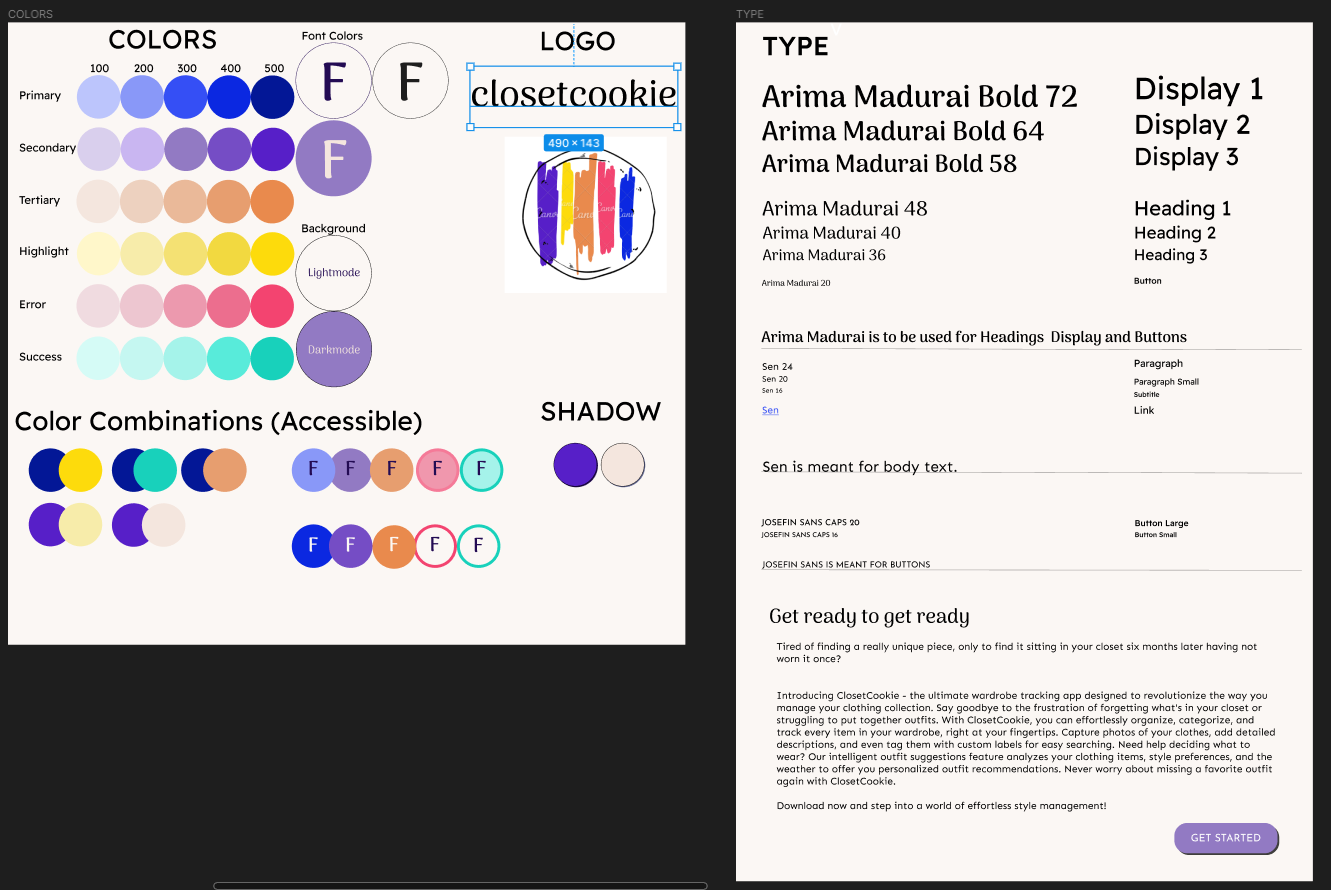 COLORS
COLORS
Font Colors
100 200 300 400 500
F F
Primary
Secondary
F
Tertiary
Background
Highlight
Lightmode
Error
Success
Darkmode
LOGO
closetcookie
490 × 143
Canva
Color Combinations (Accessible)
F F F F F
F F F F F
SHADOW
TYPE
TYPE
Arima Madurai Bold 72
Display 1
Arima Madurai Bold 64
Display 2
Arima Madurai Bold 58
Display 3
Arima Madurai 48
Heading 1
Arima Madurai 40
Heading 2
Arima Madurai 36
Heading 3
Arima Madurai 20
Button
Arima Madurai is to be used for Headings Display and Buttons
Sen 24
Paragraph
Sen 20
Paragraph Small
Sen 16
Subtitle
Sen
Link
Sen is meant for body text.
JOSEFIN SANS CAPS 20
Button Large
JOSEFIN SANS CAPS 16
Button Small
JOSEFIN SANS IS MEANT FOR BUTTONS
Get ready to get ready
Tired of finding a really unique piece, only to find it sitting in your closet six months later having not
worn it once?
Introducing ClosetCookie - the ultimate wardrobe tracking app designed to revolutionize the way you
manage your clothing collection. Say goodbye to the frustration of forgetting what's in your closet or
struggling to put together outfits. With ClosetCookie, you can effortlessly organize, categorize, and
track every item in your wardrobe, right at your fingertips. Capture photos of your clothes, add detailed
descriptions, and even tag them with custom labels for easy searching. Need help deciding what to
wear? Our intelligent outfit suggestions feature analyzes your clothing items, style preferences, and the
weather to offer you personalized outfit recommendations. Never worry about missing a favorite outfit
again with ClosetCookie.
Download now and step into a world of effortless style management!
GET STARTED